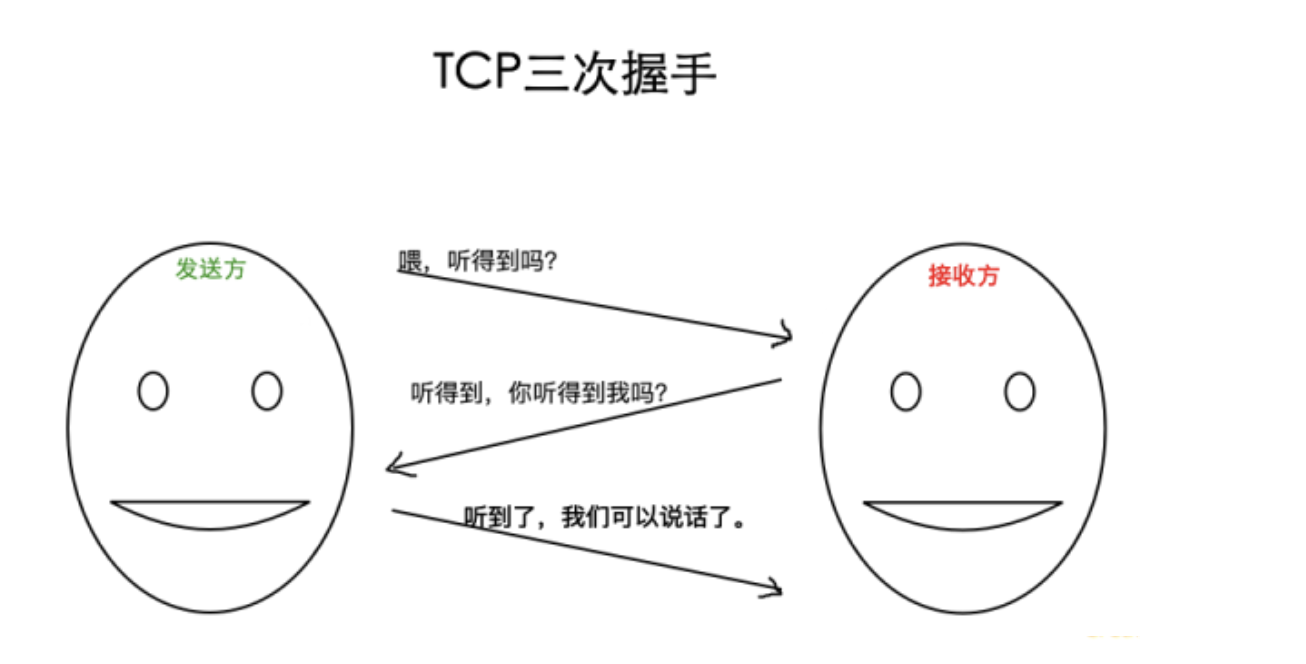 TCP三次握手
发送方
喂，听得到吗？
接收方
听得到，你听得到我吗？
听到了，我们可以说话了。